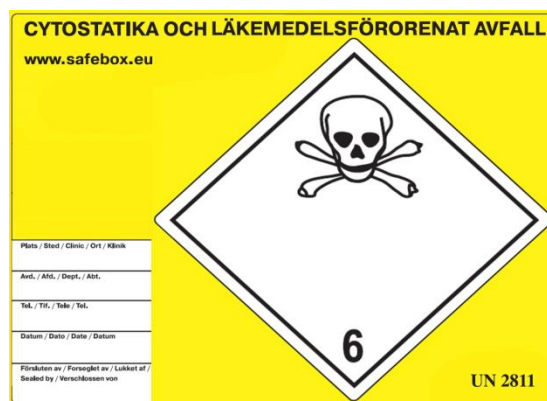 CYTOSTATIKA OCH LÄKEMEDELSFÖRORENAT AVFALL
www.safebox.eu
Plats / Sted / Clinic / Ort / Klinik
Avd. / Afd. / Dept. / Abt.
Tel. / Tlf. / Tele / Tel.
Datum / Dato / Date / Datum
Försluten av / Forseglet av / Lukket af /
Sealed by / Verschlossen von
6
UN 2811